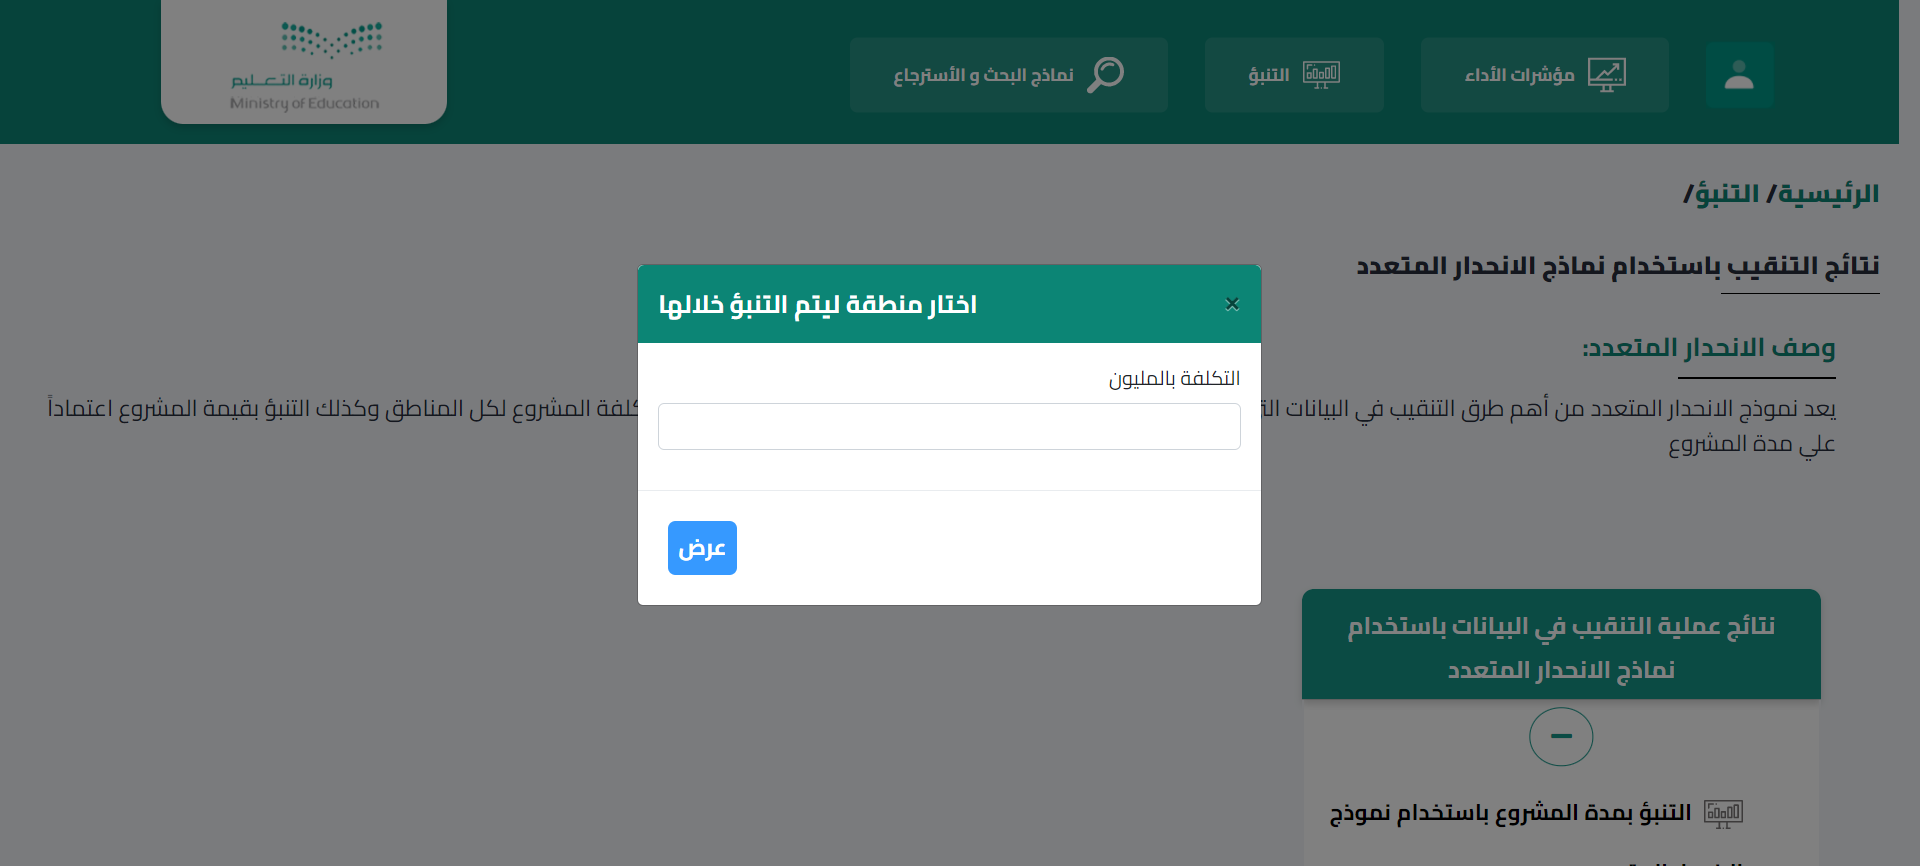 مؤشرات الأداء
التنبؤ
نماذج البحث و الأسترجاع
وزارة التعليم
Ministry of Education
الرئيسية/ التنبؤ/
نتائج التنقيب باستخدام نماذج الانحدار المتعدد
وصف الانحدار المتعدد:
يعد نموذج الانحدار المتعدد من أهم طرق التنقيب في البيانات
المشروع لكل المناطق وكذلك التنبؤ بقيمة المشروع اعتماداً
علي مدة المشروع
×
اختار منطقة ليتم التنبؤ خلالها
التكلفة بالمليون
عرض
نتائج عملية التنقيب في البيانات باستخدام
نماذج الانحدار المتعدد
التنبؤ بمدة المشروع باستخدام نموذج